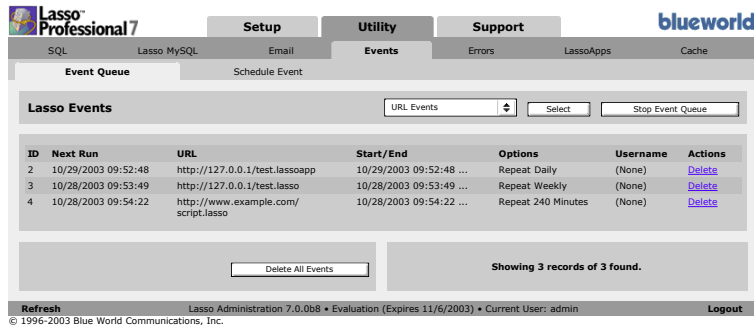 Lasso™
Professional 7
Setup Utility Support
blueworld
SQL Lasso MySQL Email Events Errors LassoApps Cache
Event Queue Schedule Event
Lasso Events URL Events Select Stop Event Queue
ID Next Run URL Start/End Options Username Actions
2 10/29/2003 09:52:48 http://127.0.0.1/test.lassoapp 10/29/2003 09:52:48 ... Repeat Daily (None) Delete
3 10/28/2003 09:53:49 http://127.0.0.1/test.lasso 10/28/2003 09:53:49 ... Repeat Weekly (None) Delete
4 10/28/2003 09:54:22 http://www.example.com/ 10/28/2003 09:54:22 ... Repeat 240 Minutes (None) Delete
script.lasso
Delete All Events Showing 3 records of 3 found.
Refresh Lasso Administration 7.0.0b8 • Evaluation (Expires 11/6/2003) • Current User: admin Logout
© 1996-2003 Blue World Communications, Inc.